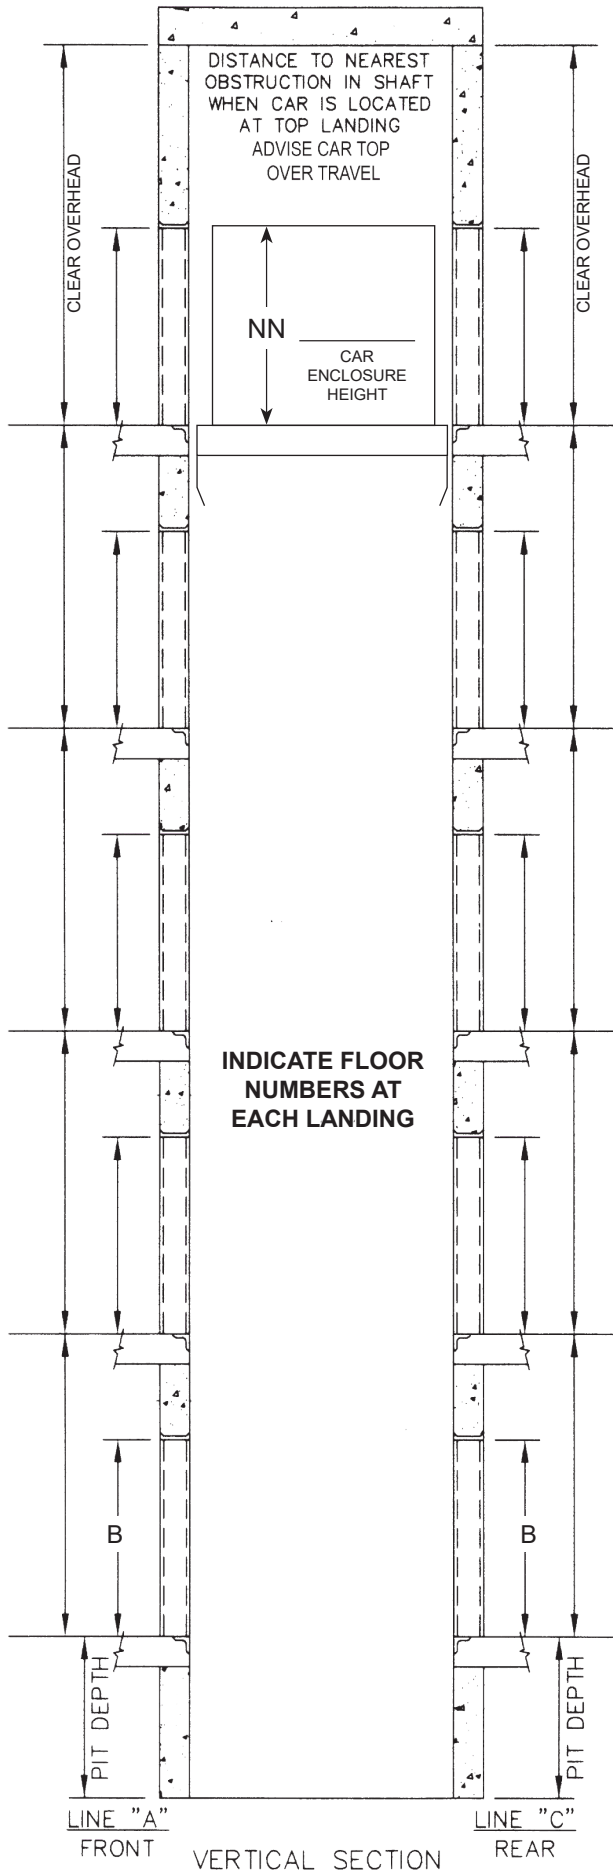 DISTANCE TO NEAREST
OBSTRUCTION IN SHAFT
WHEN CAR IS LOCATED
AT TOP LANDING
ADVISE CAR TOP
OVER TRAVEL
CLEAR OVERHEAD
CLEAR OVERHEAD
NN
CAR
ENCLOSURE
HEIGHT
INDICATE FLOOR
NUMBERS AT
EACH LANDING
B
B
PIT DEPTH
PIT DEPTH
LINE "A"
FRONT
LINE "C"
REAR
VERTICAL SECTION